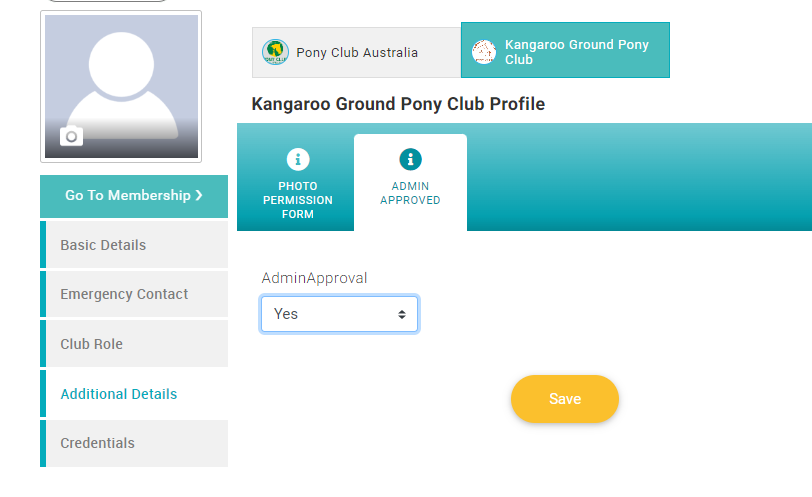 Pony Club Australia
Kangaroo Ground Pony
Club
Kangaroo Ground Pony Club Profile
PHOTO
PERMISSION
FORM
ADMIN
APPROVED
Go To Membership ❯
Basic Details
Emergency Contact
Club Role
Additional Details
Credentials
AdminApproval
Yes
Save